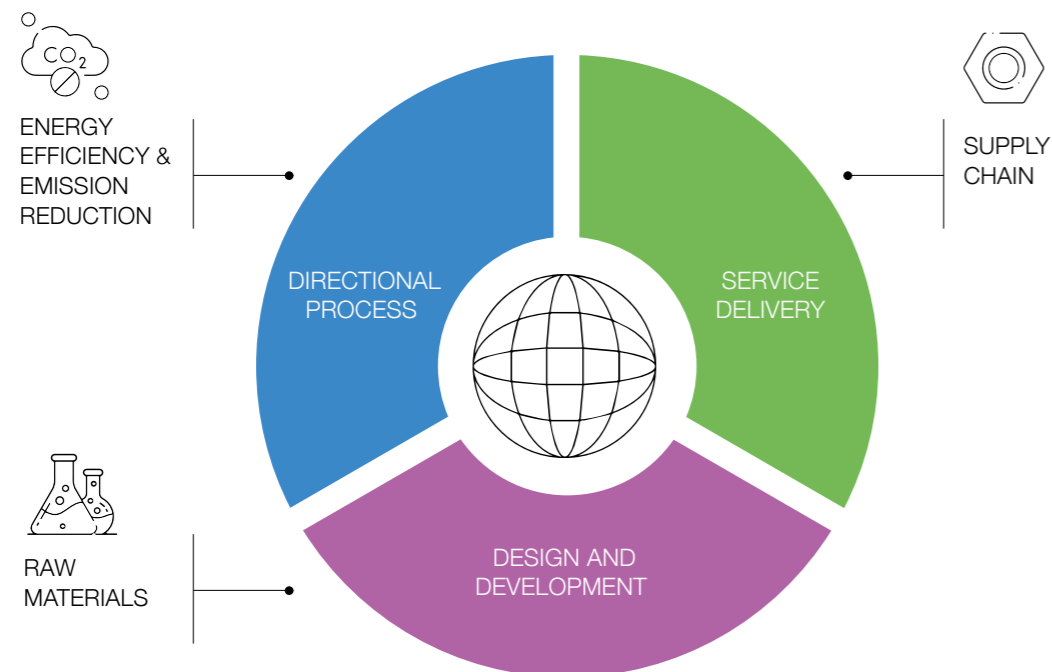 CO2
ENERGY
EFFICIENCY &
EMISSION
REDUCTION
SUPPLY
CHAIN
DIRECTIONAL
PROCESS
SERVICE
DELIVERY
RAW
MATERIALS
DESIGN AND
DEVELOPMENT